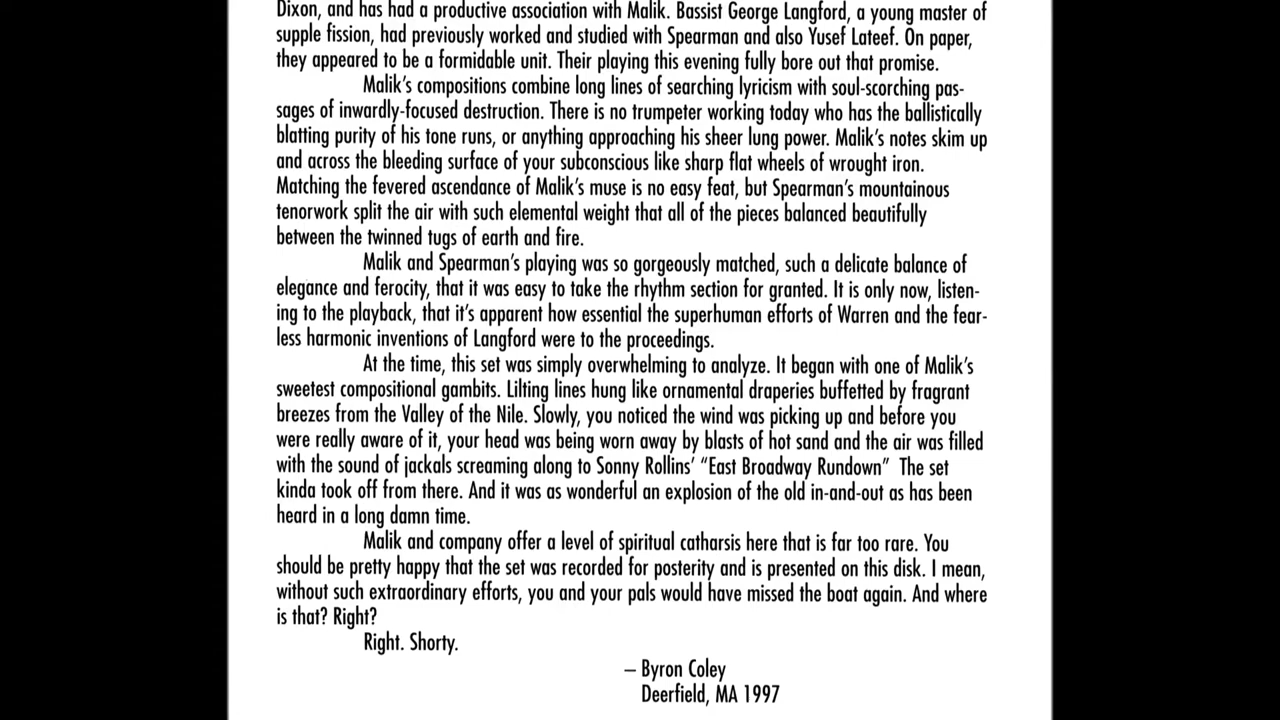 Dixon, and has had a productive association with Malik. Bassist George Langford, a young master of
supple fission, had previously worked and studied with Spearman and also Yusef Lateef. On paper,
they appeared to be a formidable unit. Their playing this evening fully bore out that promise.
Malik's compositions combine long lines of searching lyricism with soul-scorching pas-
sages of inwardly-focused destruction. There is no trumpeter working today who has the ballistically
blatting purity of his tone runs, or anything approaching his sheer lung power. Malik's notes skim up
and across the bleeding surface of your subconscious like sharp flat wheels of wrought iron.
Matching the fevered ascendance of Malik's muse is no easy feat, but Spearman's mountainous
tenorwork split the air with such elemental weight that all of the pieces balanced beautifully
between the twinned tugs of earth and fire.
Malik and Spearman's playing was so gorgeously matched, such a delicate balance of
elegance and ferocity, that it was easy to take the rhythm section for granted. It is only now, listen-
ing to the playback, that it's apparent how essential the superhuman efforts of Warren and the fear-
less harmonic inventions of Langford were to the proceedings.
At the time, this set was simply overwhelming to analyze. It began with one of Malik's
sweetest compositional gambits. Lilting lines hung like ornamental draperies buffetted by fragrant
breezes from the Valley of the Nile. Slowly, you noticed the wind was picking up and before you
were really aware of it, your head was being worn away by blasts of hot sand and the air was filled
with the sound of jackals screaming along to Sonny Rollins' "East Broadway Rundown" The set
kinda took off from there. And it was as wonderful an explosion of the old in-and-out as has been
heard in a long damn time.
Malik and company offer a level of spiritual catharsis here that is far too rare. You
should be pretty happy that the set was recorded for posterity and is presented on this disk. I mean,
without such extraordinary efforts, you and your pals would have missed the boat again. And where
is that? Right?
Right. Shorty.
– Byron Coley
Deerfield, MA 1997